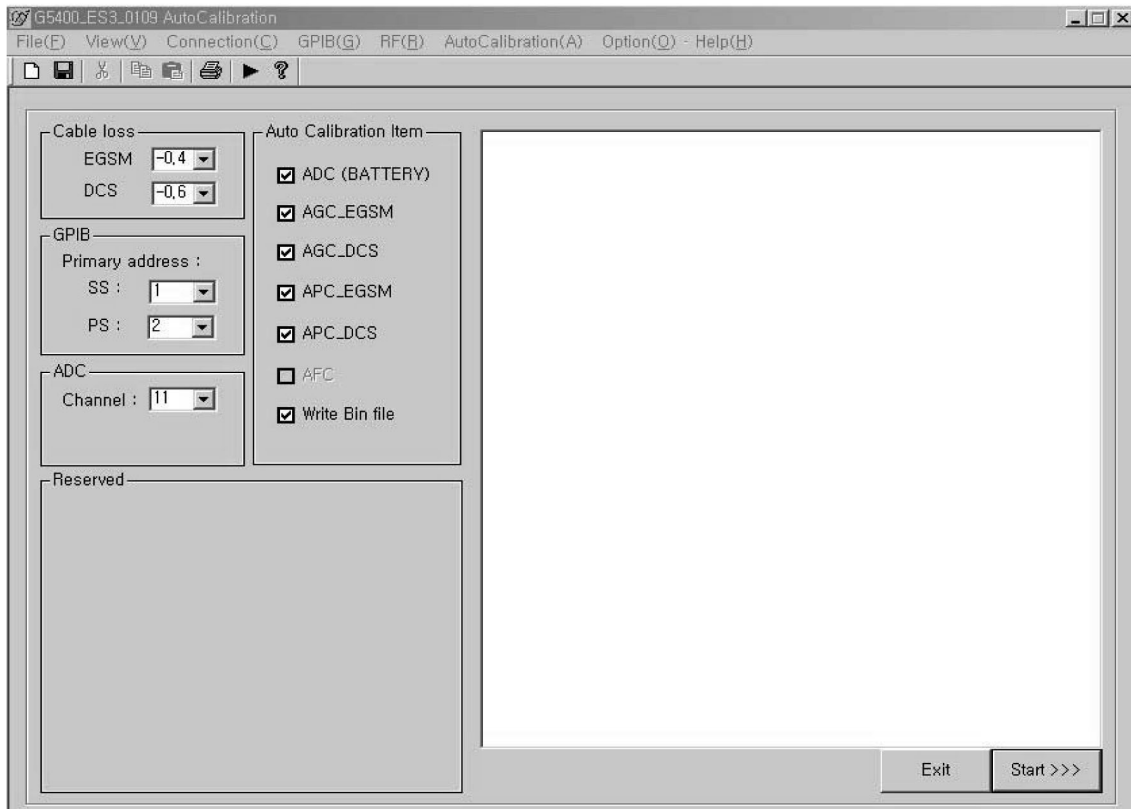 G5400_ES3_0109 AutoCalibration
File(F) View(V) Connection(C) GPIB(G) RF(R) AutoCalibration(A) Option(O) - Help(H)
Cable loss
EGSM -0,4
DCS -0,6
GPIB
Primary address :
SS : 1
PS : 2
ADC
Channel : 11
Auto Calibration Item
ADC (BATTERY)
AGC_EGSM
AGC_DCS
APC_EGSM
APC_DCS
AFC
Write Bin file
Reserved
Exit
Start >>>